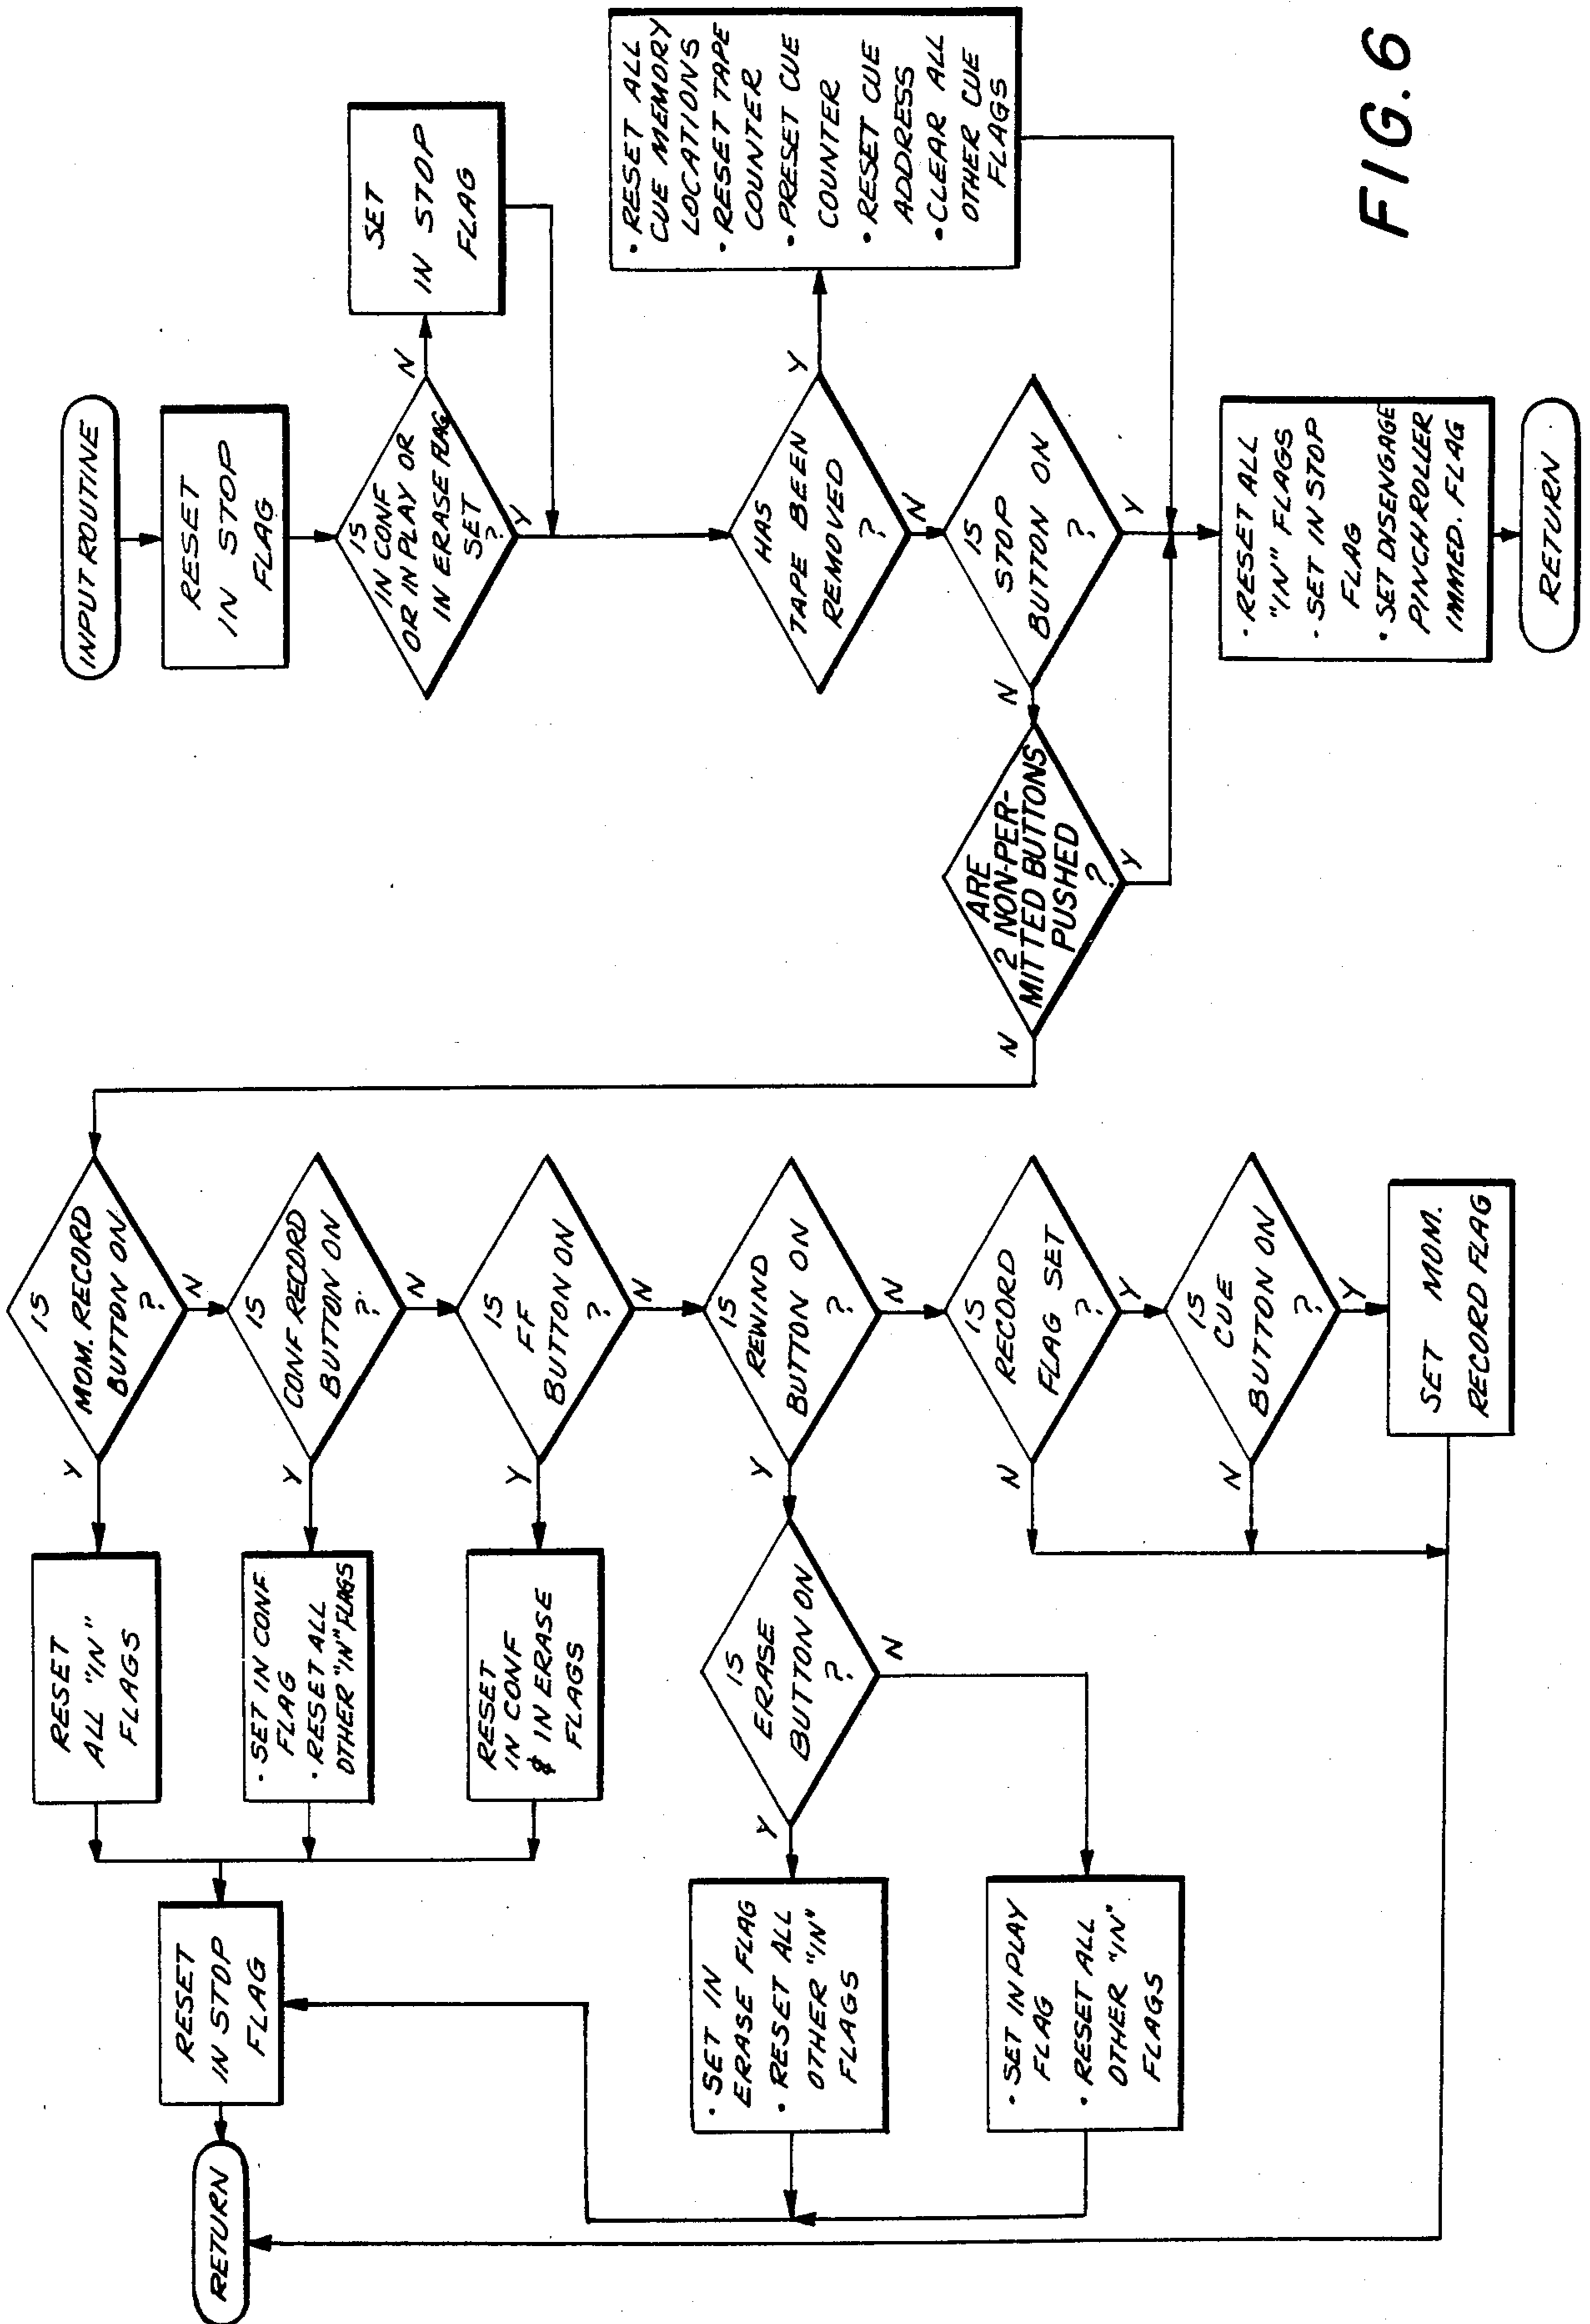 INPUT ROUTINE
RESET
IN STOP
FLAG
IS
IN CONF
OR IN PLAY OR
IN ERASE FLAG
SET
?
N
Y
SET
IN STOP
FLAG
HAS
TAPE BEEN
REMOVED
?
Y
N
• RESET ALL
CUE MEMORY
LOCATIONS
• RESET TAPE
COUNTER
• PRESET CUE
COUNTER
• RESET CUE
ADDRESS
• CLEAR ALL
OTHER CUE
FLAGS
IS
STOP
BUTTON ON
?
N
Y
ARE
2 NON-PER-
MITTED BUTTONS
PUSHED
?
N
Y
• RESET ALL
"IN" FLAGS
• SET IN STOP
FLAG
• SET DISENGAGE
PINCHROLLER
IMMED. FLAG
RETURN
IS
MOM. RECORD
BUTTON ON
?
Y
N
RESET
ALL "IN"
FLAGS
IS
CONF RECORD
BUTTON ON
?
Y
N
• SET IN CONF
FLAG
• RESET ALL
OTHER "IN" FLAGS
IS
FF
BUTTON ON
?
Y
N
RESET
IN CONF
& IN ERASE
FLAGS
RESET
IN STOP
FLAG
RETURN
IS
REWIND
BUTTON ON
?
Y
N
IS
ERASE
BUTTON ON
?
Y
N
• SET IN
ERASE FLAG
• RESET ALL
OTHER "IN"
FLAGS
• SET IN PLAY
FLAG
• RESET ALL
OTHER "IN"
FLAGS
IS
RECORD
FLAG SET
?
N
Y
IS
CUE
BUTTON ON
?
N
Y
SET MOM.
RECORD FLAG
FIG. 6